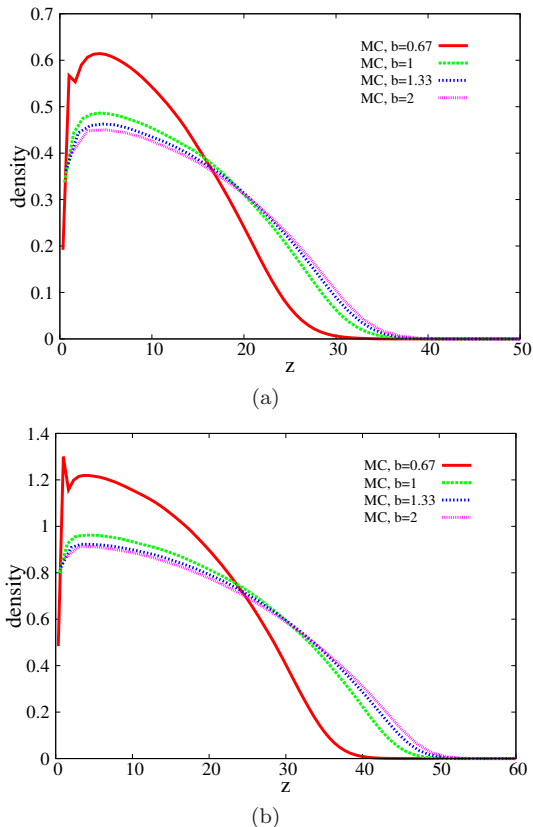 0.7
0.6
0.5
0.4
0.3
0.2
0.1
0
density
MC, b=0.67
MC, b=1
MC, b=1.33
MC, b=2
0 10 20 30 40 50
z
(a)
1.4
1.2
1
0.8
0.6
0.4
0.2
0
density
MC, b=0.67
MC, b=1
MC, b=1.33
MC, b=2
0 10 20 30 40 50 60
z
(b)